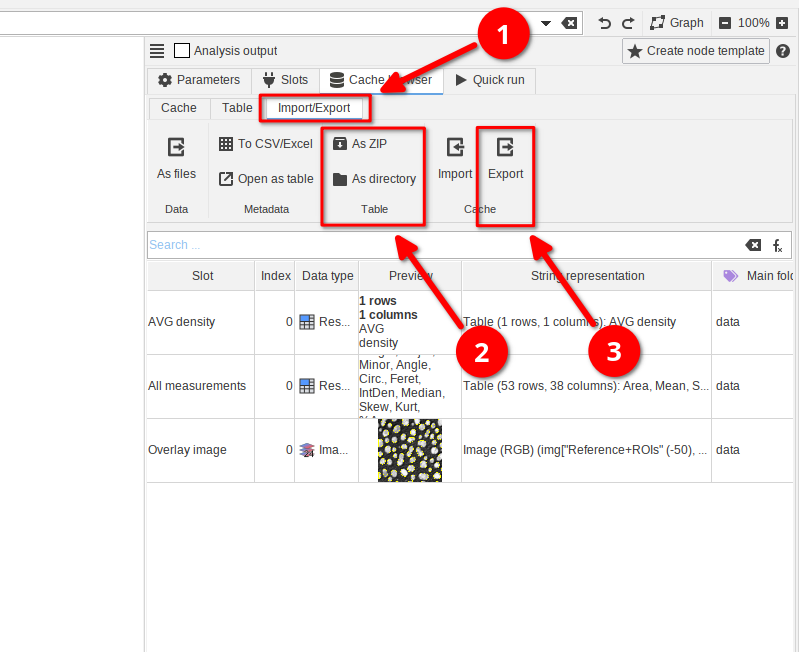 Graph 100%
1
Analysis output Create node template
Parameters Slots Cache browser Quick run
Cache Table Import/Export
To CSV/Excel As ZIP
As files Import Export
Open as table As directory
Data Metadata Table Cache
Search ...
Slot Index Data type Preview String representation Main fold
1 rows
1 columns
AVG density 0 Res... AVG Table (1 rows, 1 columns): AVG density data
density
2 3
Minor, Angle,
Circ., Feret,
All measurements 0 Res... IntDen, Median, Table (53 rows, 38 columns): Area, Mean, S... data
Skew, Kurt,
Overlay image 0 Ima... Image (RGB) (img["Reference+ROIs" (-50), ... data